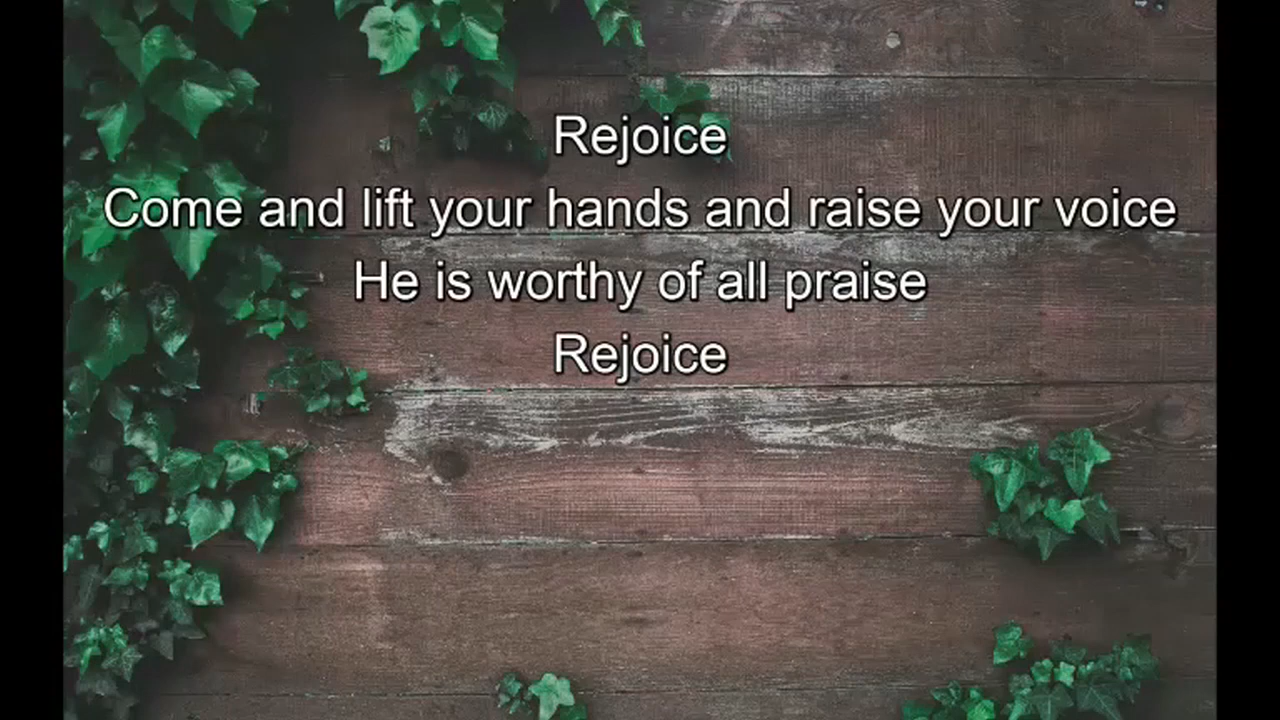 Rejoice
Come and lift your hands and raise your voice
He is worthy of all praise
Rejoice